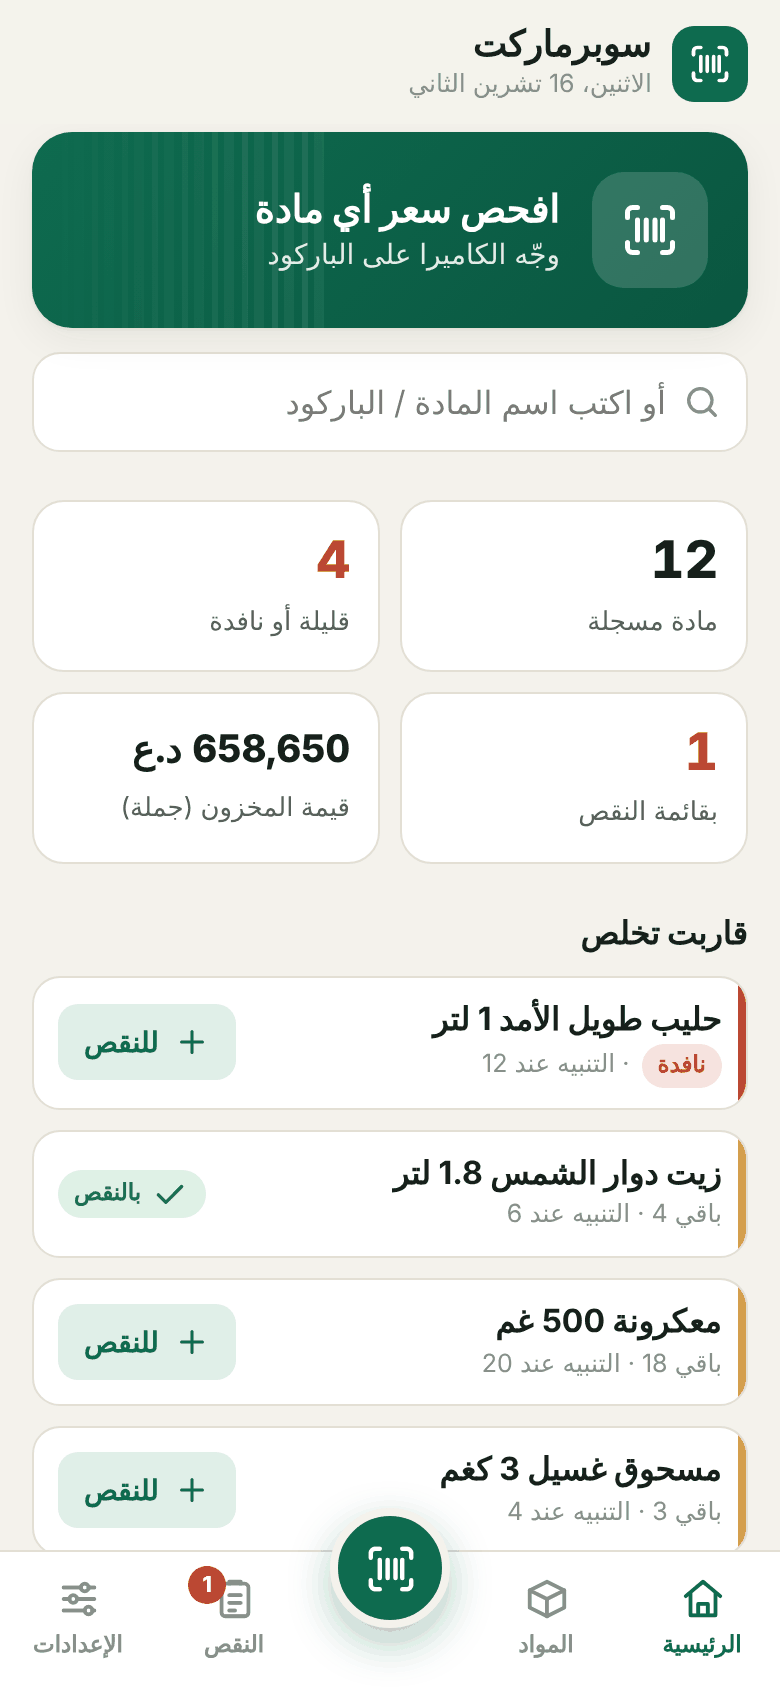 سوبرماركت
الاثنين، 16 تشرين الثاني
افحص سعر أي مادة
وجّه الكاميرا على الباركود
أو اكتب اسم المادة / الباركود
12
مادة مسجلة
4
قليلة أو نافدة
1
بقائمة النقص
658,650 د.ع
قيمة المخزون (جملة)
قاربت تخلص
حليب طويل الأمد 1 لتر
نافدة · التنبيه عند 12
للنقص
زيت دوار الشمس 1.8 لتر
باقي 4 · التنبيه عند 6
بالنقص
معكرونة 500 غم
باقي 18 · التنبيه عند 20
للنقص
مسحوق غسيل 3 كغم
باقي 3 · التنبيه عند 4
للنقص
الرئيسية
المواد
1
النقص
الإعدادات